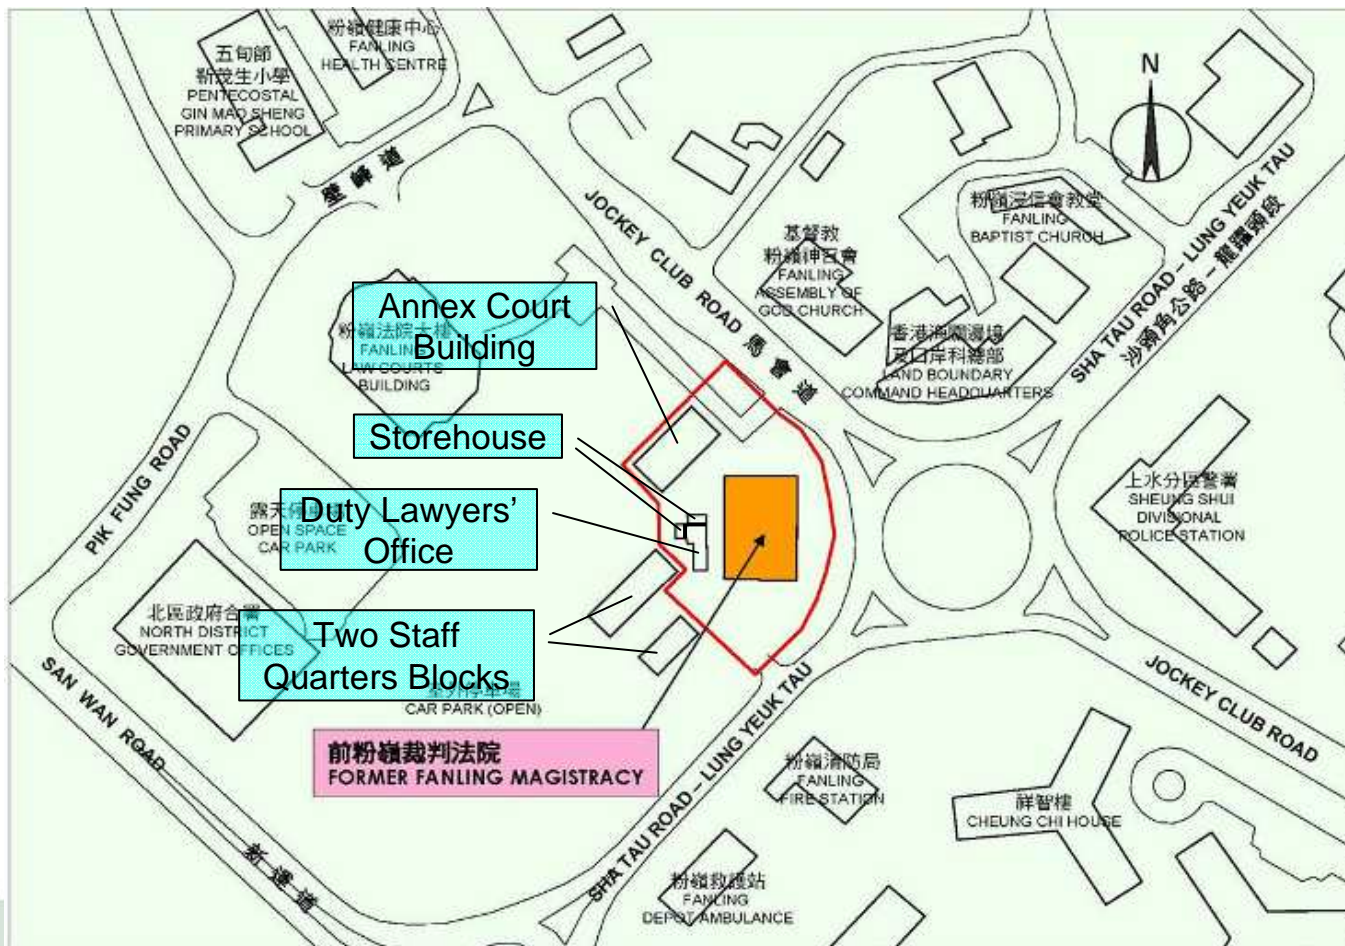 粉嶺健康中心
FANLING
HEALTH CENTRE
五旬節
靳茂生小學
PENTECOSTAL
GIN MAO SHENG
PRIMARY SCHOOL
N
壁峰道
JOCKEY CLUB ROAD 馬會道
粉嶺浸信會教堂
FANLING
BAPTIST CHURCH
基督教
粉嶺神召會
FANLING
ASSEMBLY OF
GOD CHURCH
SHA TAU ROAD – LUNG YEUK TAU
沙頭角公路 – 龍躍頭段
Annex Court
Building
粉嶺法院大樓
FANLING
LAW COURTS
BUILDING
香港海關邊境
及口岸科總部
LAND BOUNDARY
COMMAND HEADQUARTERS
Storehouse
PIK FUNG ROAD
上水分區警署
SHEUNG SHUI
DIVISIONAL
POLICE STATION
Duty Lawyers’
Office
露天停車場
OPEN SPACE
CAR PARK
北區政府合署
NORTH DISTRICT
GOVERNMENT OFFICES
Two Staff
Quarters Blocks
CAR PARK (OPEN)
SAN WAN ROAD
新運道
JOCKEY CLUB ROAD
SHA TAU ROAD – LUNG YEUK TAU
前粉嶺裁判法院
FORMER FANLING MAGISTRACY
粉嶺消防局
FANLING
FIRE STATION
祥智樓
CHEUNG CHI HOUSE
粉嶺救護站
FANLING
DEPOT AMBULANCE